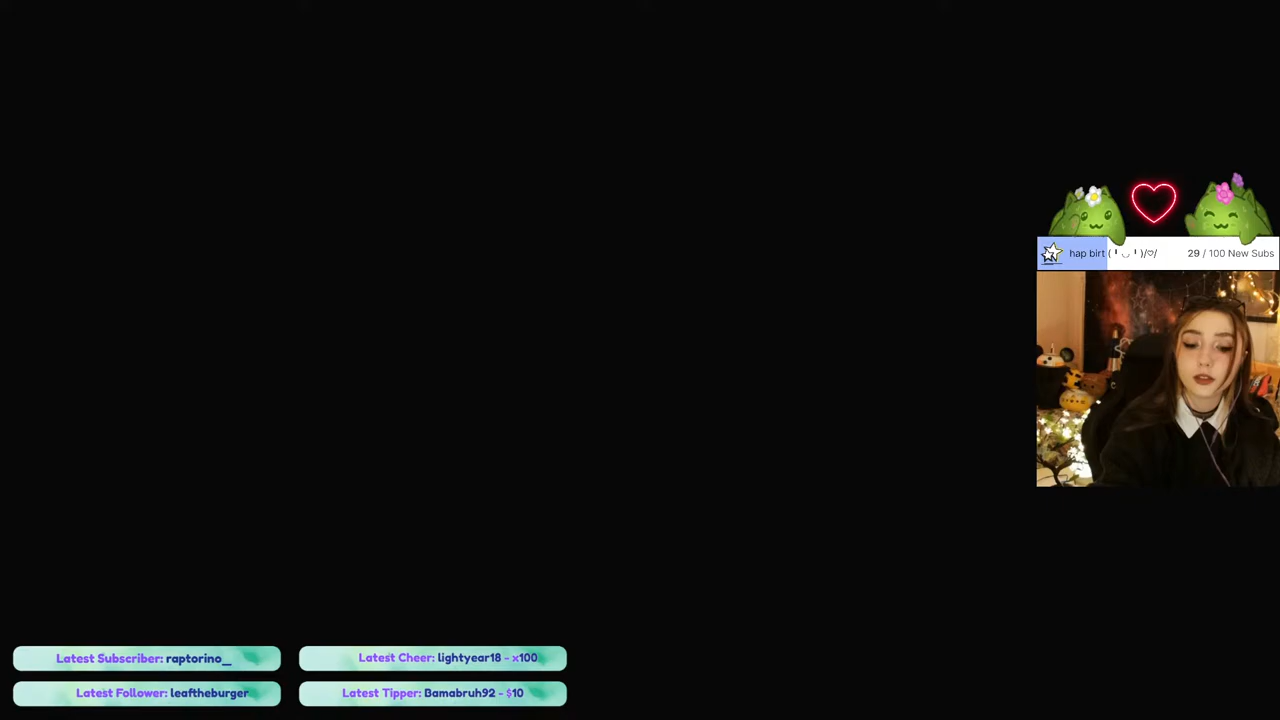 hap birt ( ╹ ◡ ╹ )/♡/ 29 / 100 New Subs
Latest Subscriber: raptorino__ Latest Cheer: lightyear18 - x100
Latest Follower: leaftheburger Latest Tipper: Bamabruh92 - $10